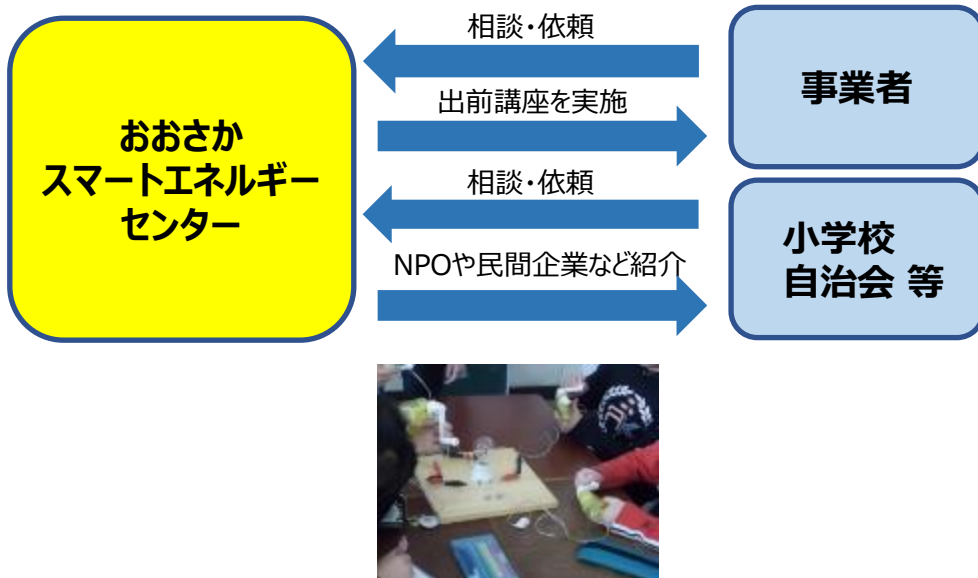 おおさか
スマートエネルギー
センター
相談・依頼
出前講座を実施
相談・依頼
NPOや民間企業など紹介
事業者
小学校
自治会 等